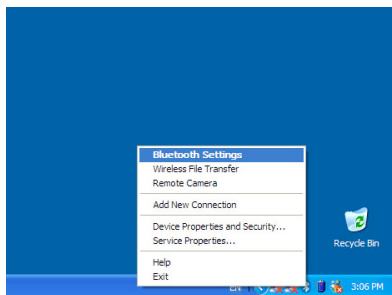 Bluetooth Settings
Wireless File Transfer
Remote Camera
Add New Connection
Device Properties and Security...
Service Properties...
Help
Exit
Recycle Bin
3:06 PM